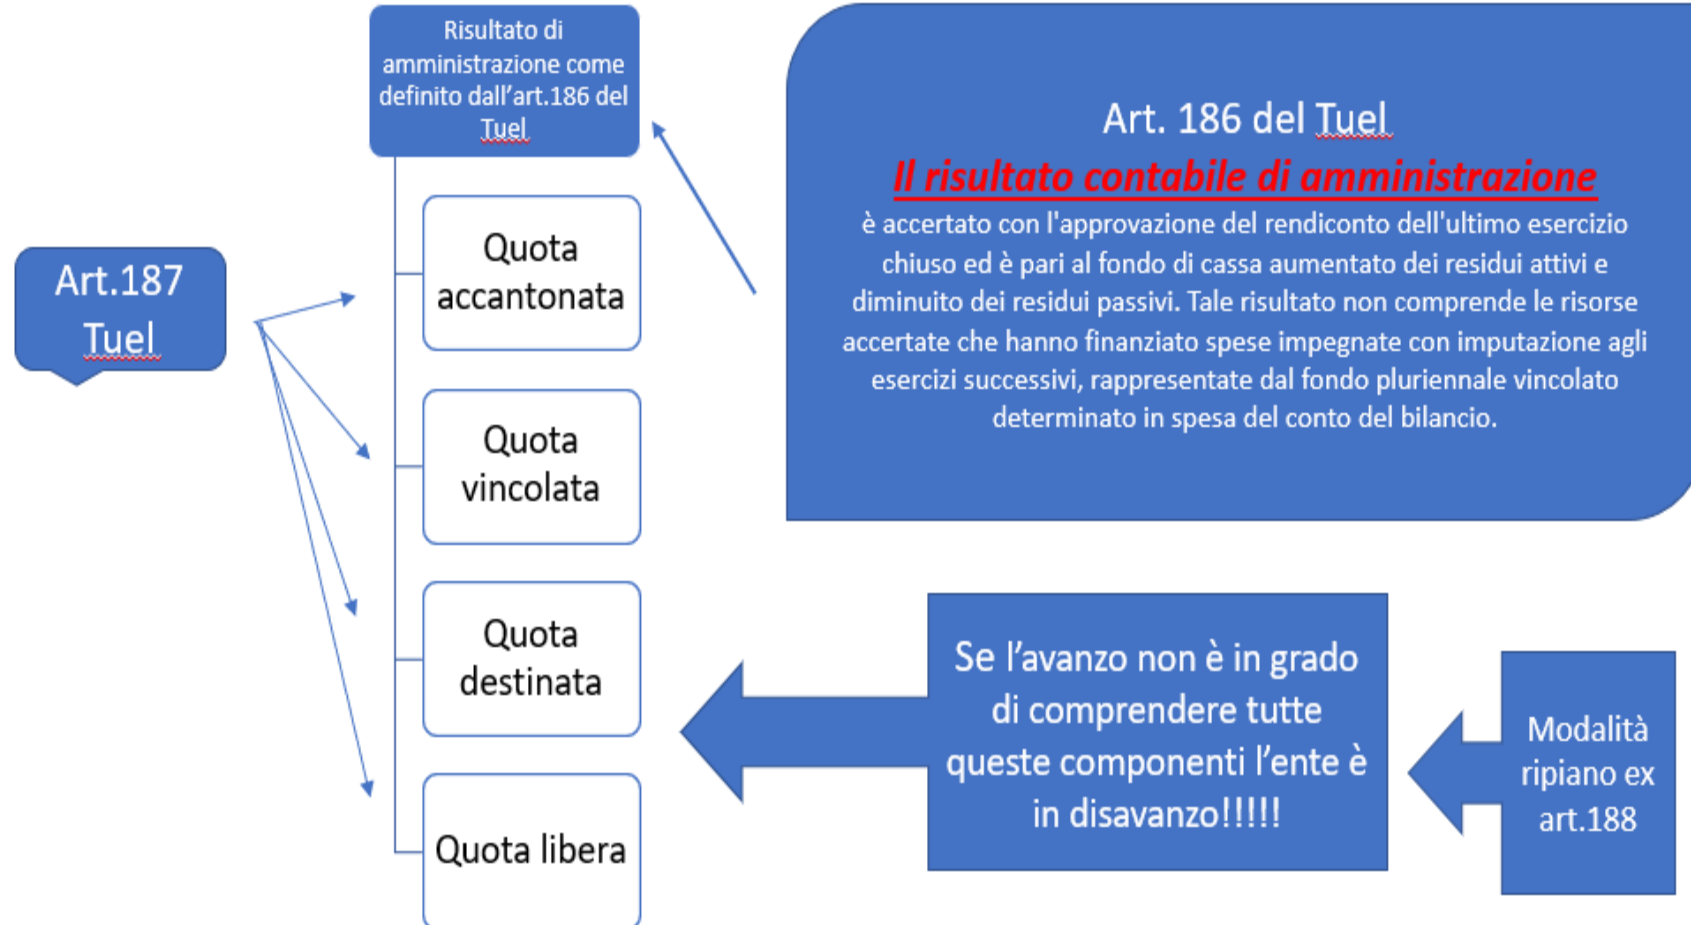 Risultato di
amministrazione come
definito dall’art.186 del
Tuel
Art.187
Tuel
Quota
accantonata
Quota
vincolata
Quota
destinata
Quota libera
Art. 186 del Tuel
Il risultato contabile di amministrazione
è accertato con l'approvazione del rendiconto dell'ultimo esercizio
chiuso ed è pari al fondo di cassa aumentato dei residui attivi e
diminuito dei residui passivi. Tale risultato non comprende le risorse
accertate che hanno finanziato spese impegnate con imputazione agli
esercizi successivi, rappresentate dal fondo pluriennale vincolato
determinato in spesa del conto del bilancio.
Se l’avanzo non è in grado
di comprendere tutte
queste componenti l’ente è
in disavanzo!!!!!
Modalità
ripiano ex
art.188